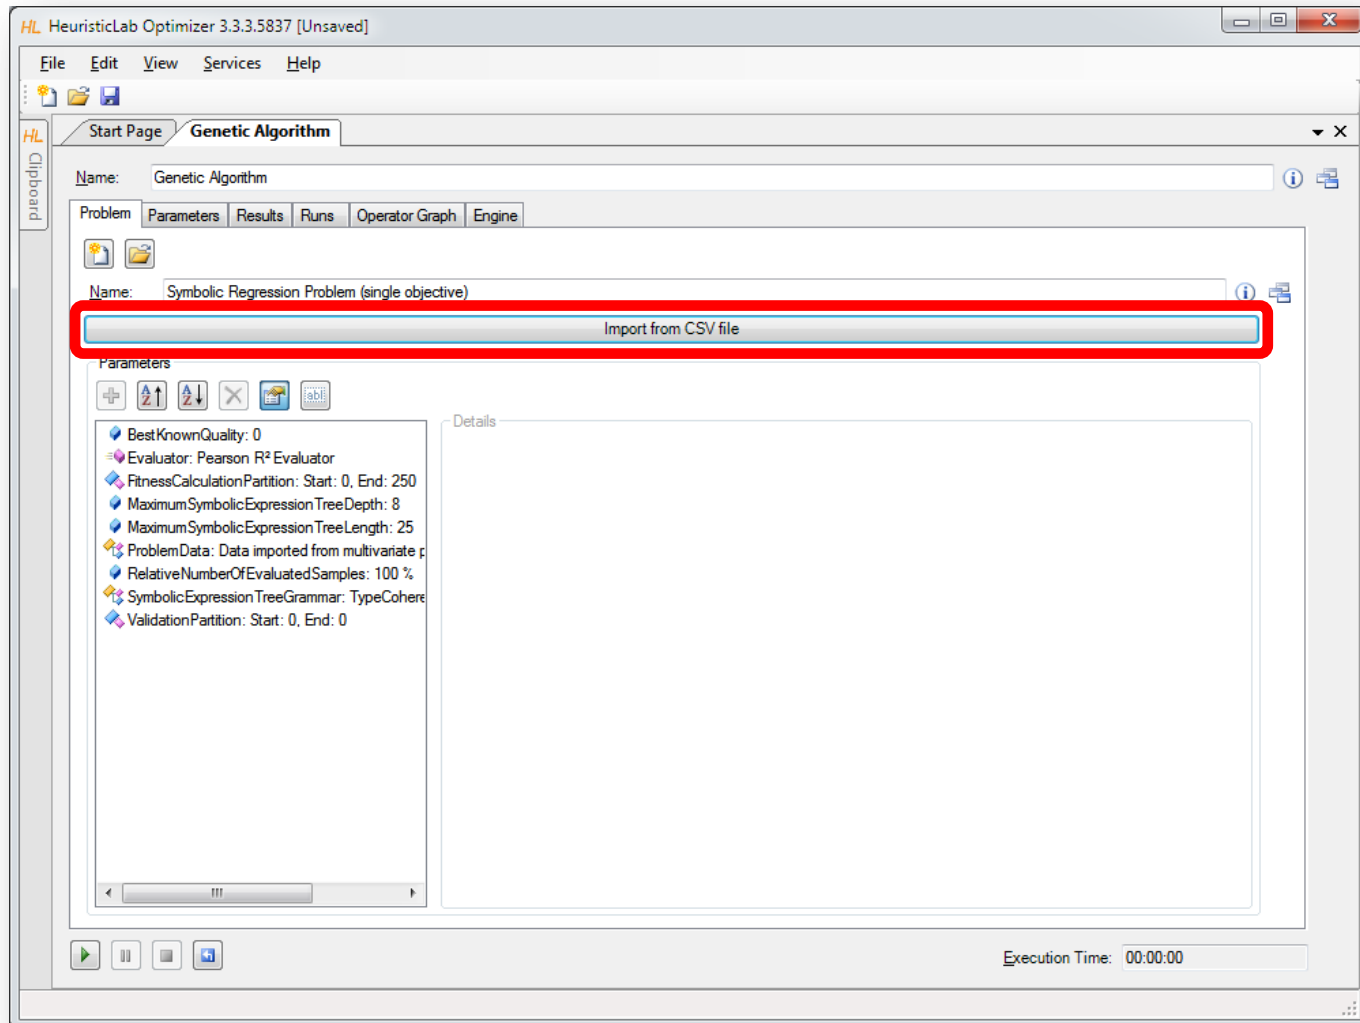 HL HeuristicLab Optimizer 3.3.3.5837 [Unsaved]
File Edit View Services Help
HL Clipboard
Start Page Genetic Algorithm
Name: Genetic Algorithm
Problem Parameters Results Runs Operator Graph Engine
Name: Symbolic Regression Problem (single objective)
Import from CSV file
Parameters
Details
BestKnownQuality: 0
Evaluator: Pearson R² Evaluator
FitnessCalculationPartition: Start: 0, End: 250
MaximumSymbolicExpressionTreeDepth: 8
MaximumSymbolicExpressionTreeLength: 25
ProblemData: Data imported from multivariate p
RelativeNumberOfEvaluatedSamples: 100 %
SymbolicExpressionTreeGrammar: TypeCohere
ValidationPartition: Start: 0, End: 0
Execution Time: 00:00:00